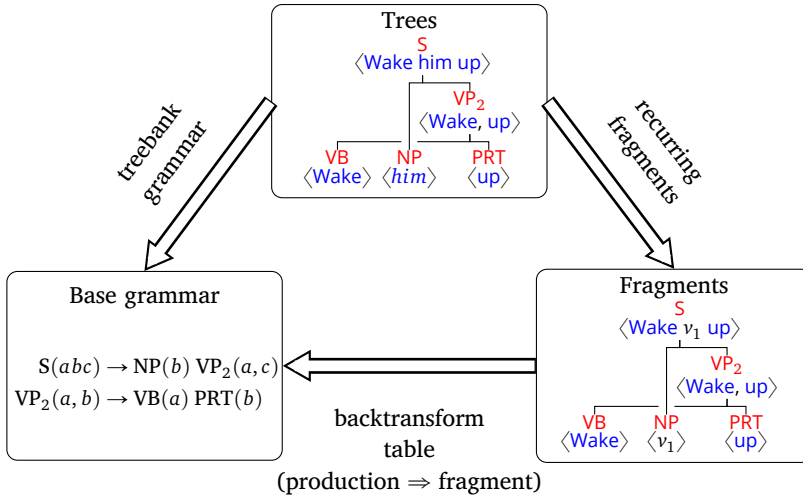 Trees
S
⟨Wake him up⟩
VP₂
⟨Wake, up⟩
VB NP PRT
⟨Wake⟩ ⟨him⟩ ⟨up⟩
treebank
grammar
recurring
fragments
Base grammar
S(abc) → NP(b) VP₂(a, c)
VP₂(a, b) → VB(a) PRT(b)
Fragments
S
⟨Wake v₁ up⟩
VP₂
⟨Wake, up⟩
VB NP PRT
⟨Wake⟩ ⟨v₁⟩ ⟨up⟩
backtransform
table
(production ⇒ fragment)